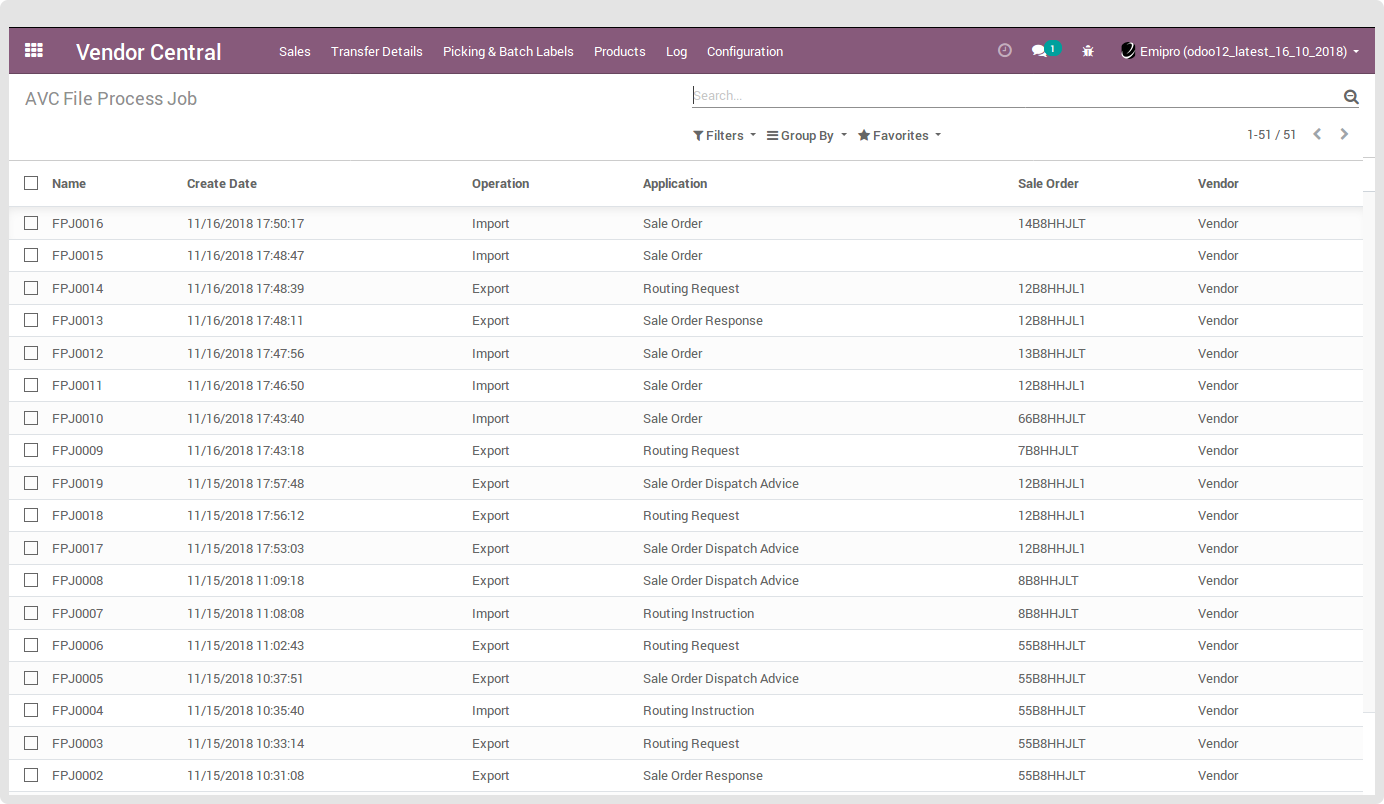 Vendor Central Sales Transfer Details Picking & Batch Labels Products Log Configuration 1 Emipro (odoo12_latest_16_10_2018)
AVC File Process Job Search...
Filters Group By Favorites 1-51 / 51
Name Create Date Operation Application Sale Order Vendor
FPJ0016 11/16/2018 17:50:17 Import Sale Order 14B8HHJLT Vendor
FPJ0015 11/16/2018 17:48:47 Import Sale Order Vendor
FPJ0014 11/16/2018 17:48:39 Export Routing Request 12B8HHJL1 Vendor
FPJ0013 11/16/2018 17:48:11 Export Sale Order Response 12B8HHJL1 Vendor
FPJ0012 11/16/2018 17:47:56 Import Sale Order 13B8HHJLT Vendor
FPJ0011 11/16/2018 17:46:50 Import Sale Order 12B8HHJL1 Vendor
FPJ0010 11/16/2018 17:43:40 Import Sale Order 66B8HHJLT Vendor
FPJ0009 11/16/2018 17:43:18 Export Routing Request 7B8HHJLT Vendor
FPJ0019 11/15/2018 17:57:48 Export Sale Order Dispatch Advice 12B8HHJL1 Vendor
FPJ0018 11/15/2018 17:56:12 Export Routing Request 12B8HHJL1 Vendor
FPJ0017 11/15/2018 17:53:03 Export Sale Order Dispatch Advice 12B8HHJL1 Vendor
FPJ0008 11/15/2018 11:09:18 Export Sale Order Dispatch Advice 8B8HHJLT Vendor
FPJ0007 11/15/2018 11:08:08 Import Routing Instruction 8B8HHJLT Vendor
FPJ0006 11/15/2018 11:02:43 Export Routing Request 55B8HHJLT Vendor
FPJ0005 11/15/2018 10:37:51 Export Sale Order Dispatch Advice 55B8HHJLT Vendor
FPJ0004 11/15/2018 10:35:40 Import Routing Instruction 55B8HHJLT Vendor
FPJ0003 11/15/2018 10:33:14 Export Routing Request 55B8HHJLT Vendor
FPJ0002 11/15/2018 10:31:08 Export Sale Order Response 55B8HHJLT Vendor